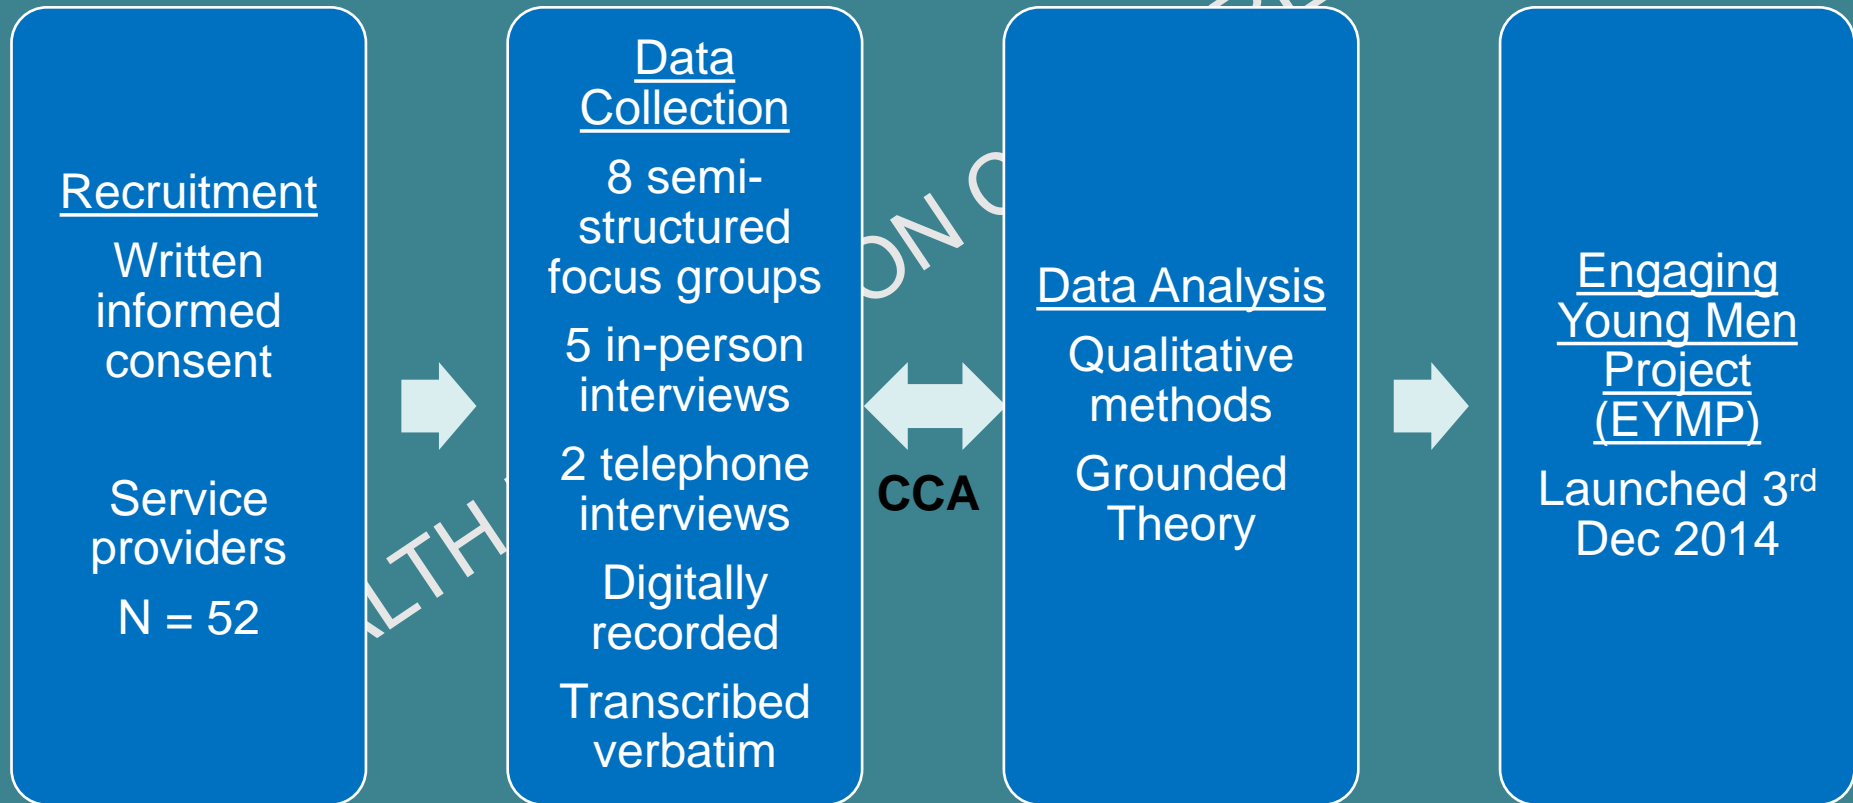 Recruitment
Written
informed
consent
Service
providers
N = 52
Data
Collection
8 semi-
structured
focus groups
5 in-person
interviews
2 telephone
interviews
Digitally
recorded
Transcribed
verbatim
CCA
Data Analysis
Qualitative
methods
Grounded
Theory
Engaging
Young Men
Project
(EYMP)
Launched 3rd
Dec 2014